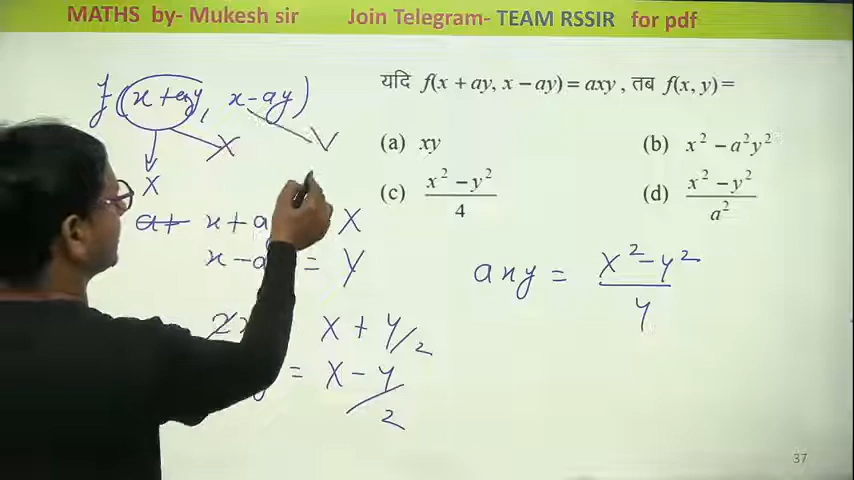 MATHS by- Mukesh sir Join Telegram- TEAM RSSIR for pdf
यदि f(x + ay, x − ay) = axy , तब f(x, y) =
(a) xy
(b) x² − a²y²
(c) (x² − y²)/4
(d) (x² − y²)/a²
f(x+ay, x-ay)
X
Y
X
x+a X
x-a = Y
2x X + Y/2
= X - Y/2
axy = (X² - Y²)/4
37